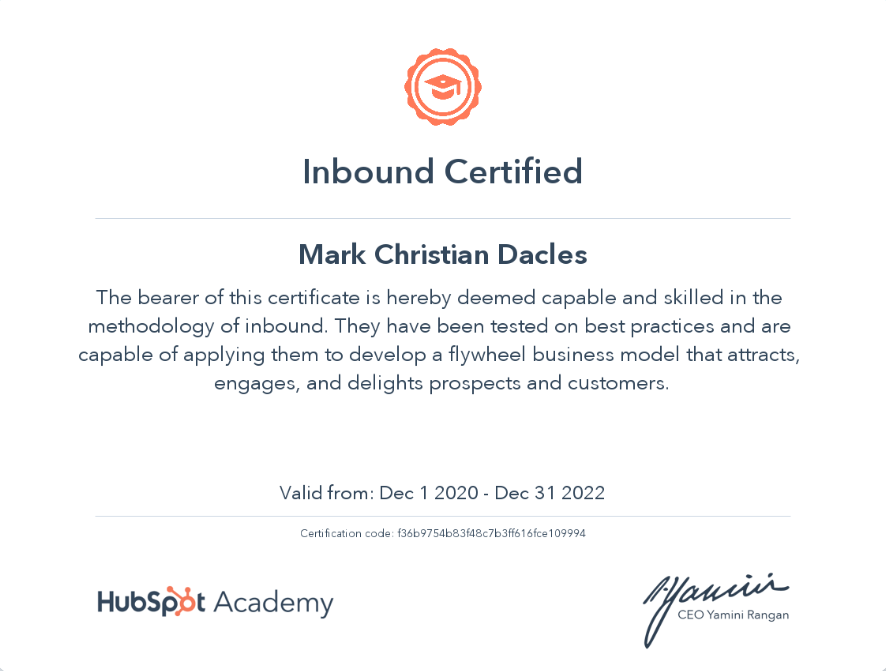 Inbound Certified
Mark Christian Dacles
The bearer of this certificate is hereby deemed capable and skilled in the
methodology of inbound. They have been tested on best practices and are
capable of applying them to develop a flywheel business model that attracts,
engages, and delights prospects and customers.
Valid from: Dec 1 2020 - Dec 31 2022
Certification code: f36b9754b83f48c7b3ff616fce109994
HubSpot Academy
CEO Yamini Rangan